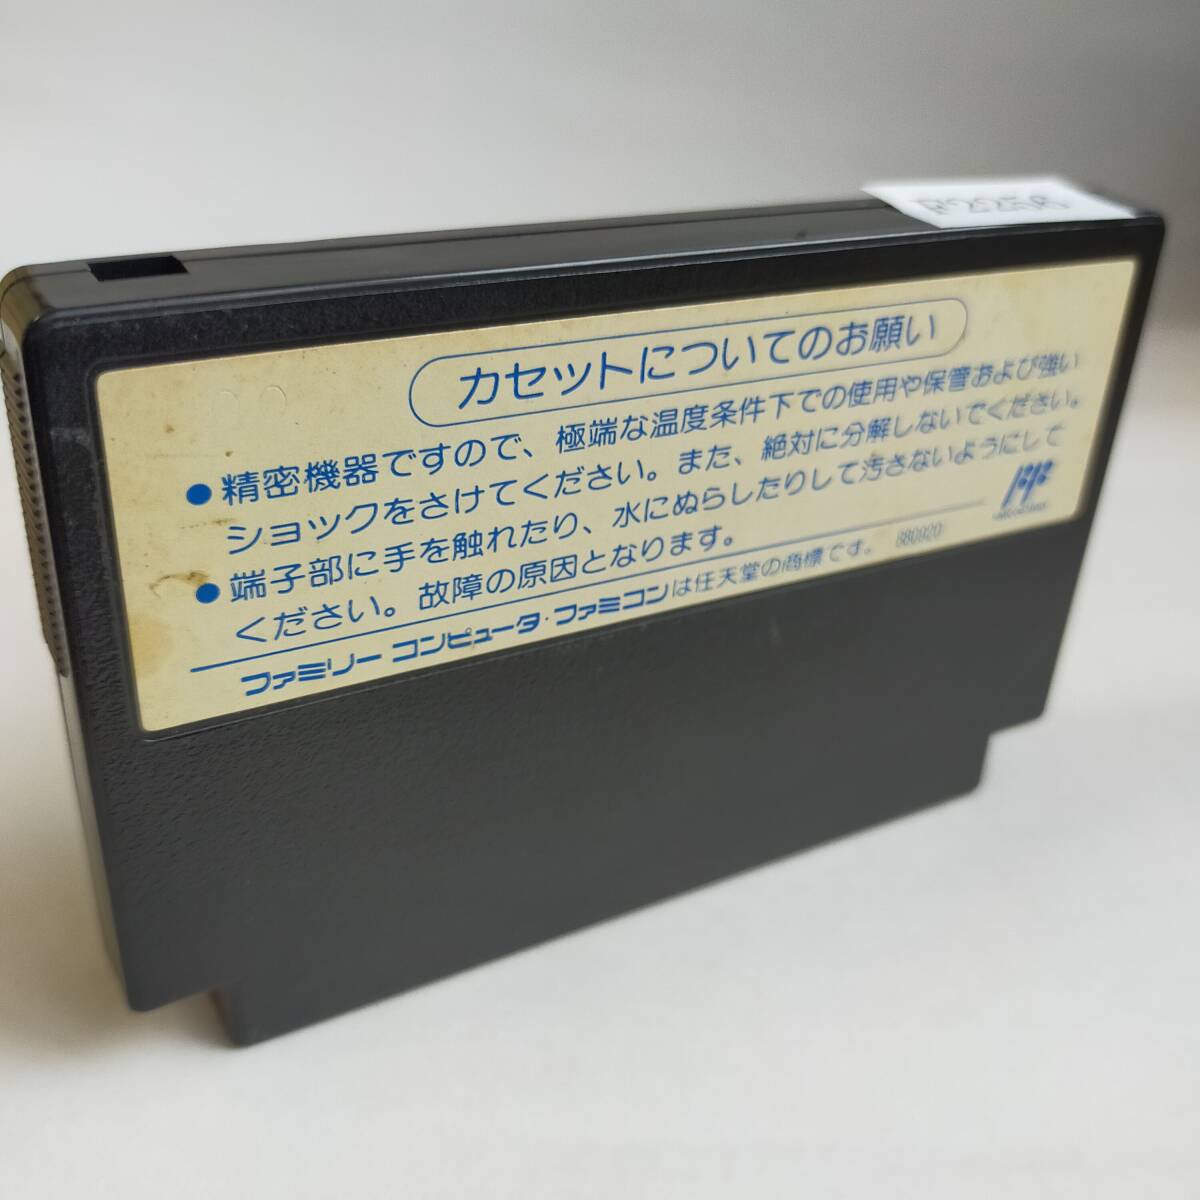 F2256
カセットについてのお願い
●精密機器ですので、極端な温度条件下での使用や保管および強い
ショックをさけてください。また、絶対に分解しないでください。
●端子部に手を触れたり、水にぬらしたりして汚さないようにして
ください。故障の原因となります。
ファミリー コンピュータ・ファミコンは任天堂の商標です。